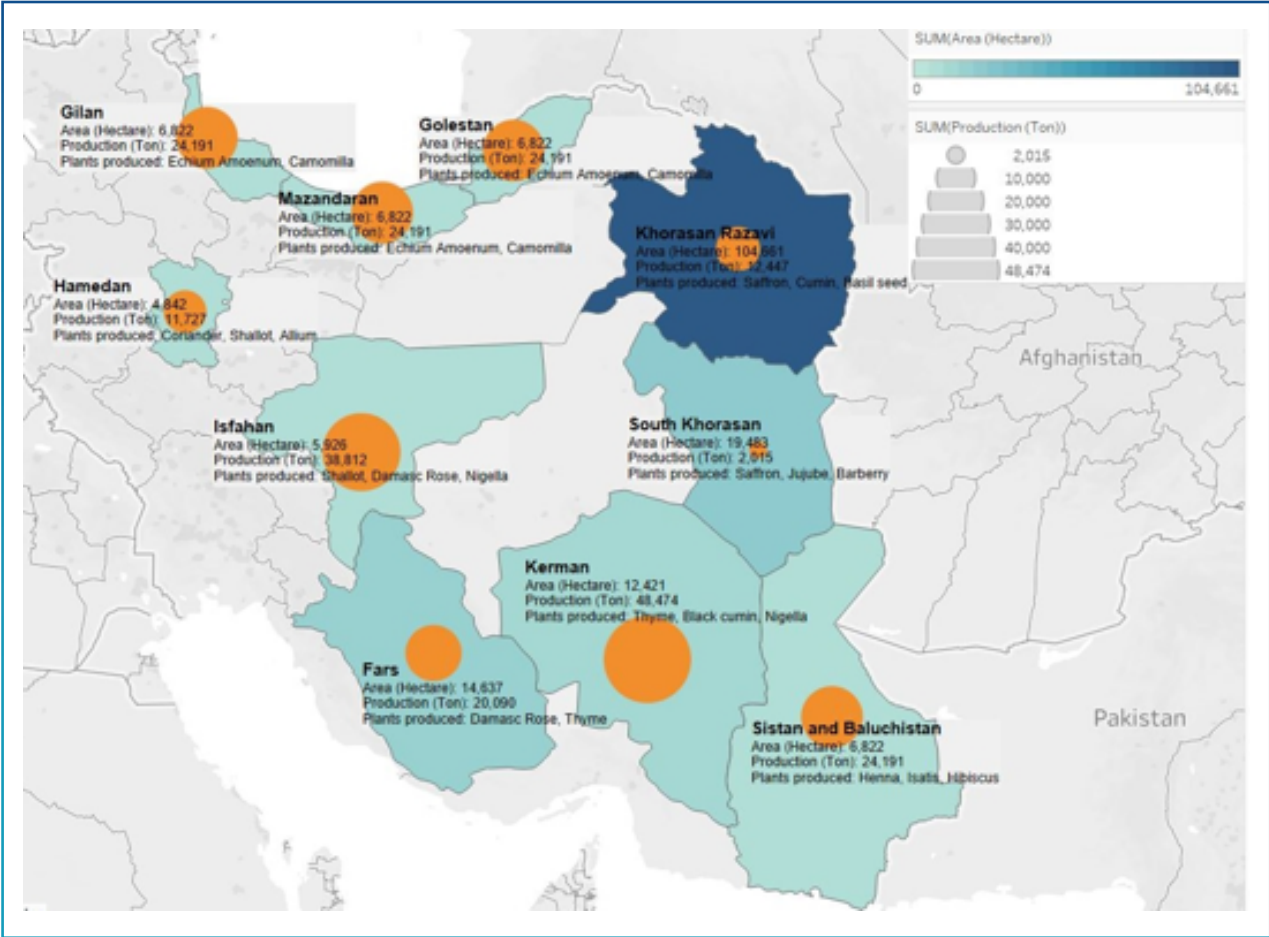 SUM(Area (Hectare))
0 104,661
SUM(Production (Ton))
2,015
10,000
20,000
30,000
40,000
48,474
Gilan
Area (Hectare): 6,822
Production (Ton): 24,191
Plants produced: Echium Amoenum, Camomilla
Golestan
Area (Hectare): 6,822
Production (Ton): 24,191
Plants produced: Echium Amoenum, Camomilla
Mazandaran
Area (Hectare): 6,822
Production (Ton): 24,191
Plants produced: Echium Amoenum, Camomilla
Khorasan Razavi
Area (Hectare): 104,661
Production (Ton): 12,447
Plants produced: Saffron, Cumin, Basil seed
Hamedan
Area (Hectare): 4,842
Production (Ton): 11,727
Plants produced: Coriander, Shallot, Allium
Afghanistan
Isfahan
Area (Hectare): 5,926
Production (Ton): 38,812
Plants produced: Shallot, Damasc Rose, Nigella
South Khorasan
Area (Hectare): 19,483
Production (Ton): 2,015
Plants produced: Saffron, Jujube, Barberry
Kerman
Area (Hectare): 12,421
Production (Ton): 48,474
Plants produced: Thyme, Black cumin, Nigella
Fars
Area (Hectare): 14,637
Production (Ton): 20,090
Plants produced: Damasc Rose, Thyme
Pakistan
Sistan and Baluchistan
Area (Hectare): 6,822
Production (Ton): 24,191
Plants produced: Henna, Isatis, Hibiscus